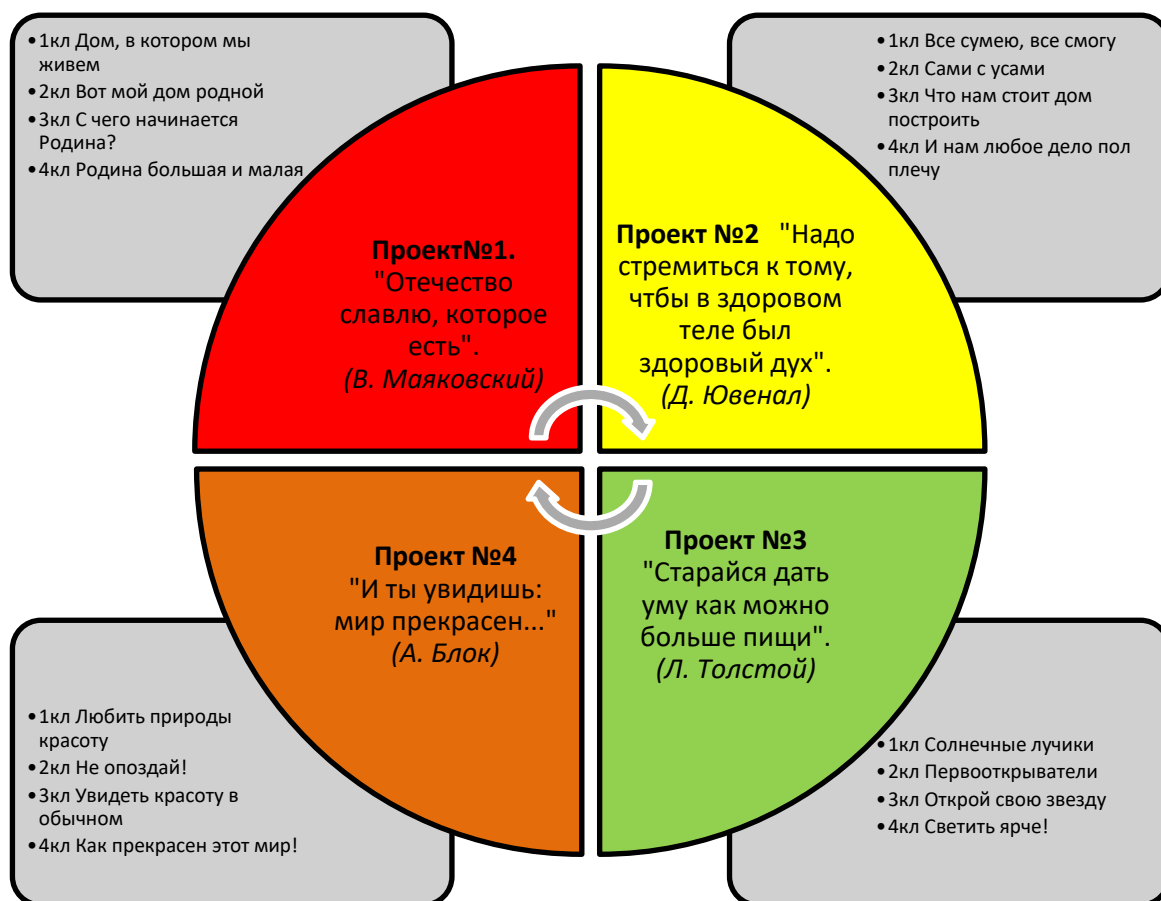 •1кл Дом, в котором мы
живем
•2кл Вот мой дом родной
•3кл С чего начинается
Родина?
•4кл Родина большая и малая
•1кл Все сумею, все смогу
•2кл Сами с усами
•3кл Что нам стоит дом
построить
•4кл И нам любое дело пол
плечу
Проект№1.
"Отечество
славлю, которое
есть".
(В. Маяковский)
Проект №2 "Надо
стремиться к тому,
чтбы в здоровом
теле был
здоровый дух".
(Д. Ювенал)
Проект №4
"И ты увидишь:
мир прекрасен..."
(А. Блок)
Проект №3
"Старайся дать
уму как можно
больше пищи".
(Л. Толстой)
•1кл Любить природы
красоту
•2кл Не опоздай!
•3кл Увидеть красоту в
обычном
•4кл Как прекрасен этот мир!
•1кл Солнечные лучики
•2кл Первооткрыватели
•3кл Открой свою звезду
•4кл Светить ярче!